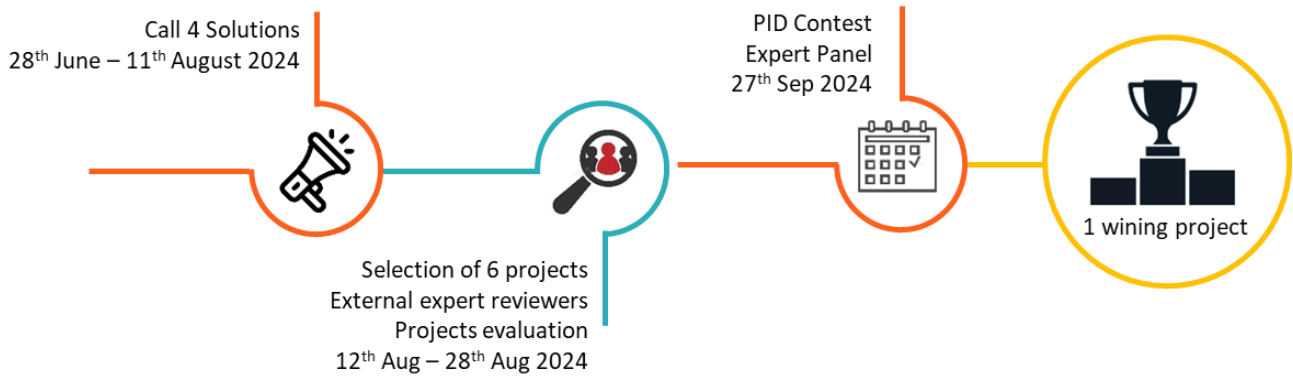 Call 4 Solutions
28th June – 11th August 2024
Selection of 6 projects
External expert reviewers
Projects evaluation
12th Aug – 28th Aug 2024
PID Contest
Expert Panel
27th Sep 2024
1 wining project